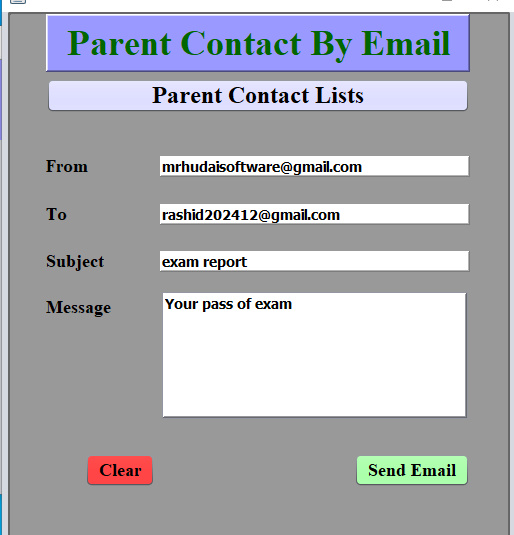 Parent Contact By Email
Parent Contact Lists
From mrhudaisoftware@gmail.com
To rashid202412@gmail.com
Subject exam report
Message Your pass of exam
Clear Send Email